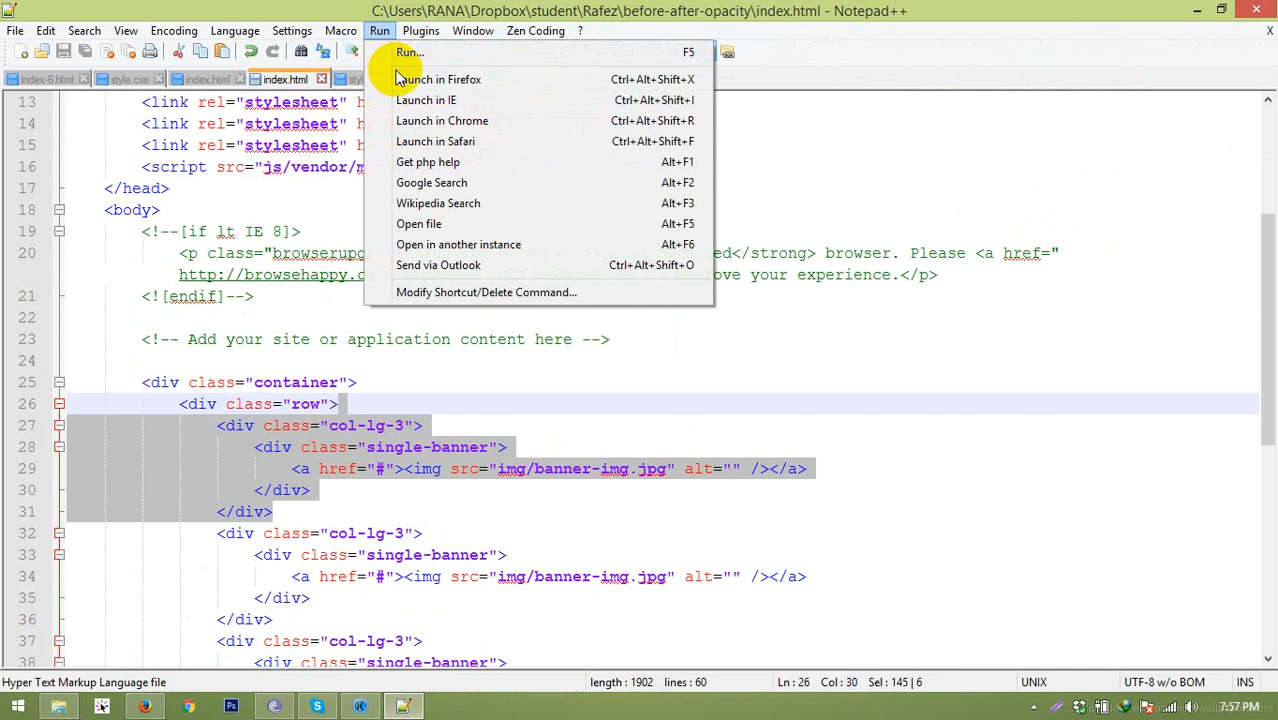 C:\Users\RANA\Dropbox\student\Rafez\before-after-opacity\index.html - Notepad++
File Edit Search View Encoding Language Settings Macro Run Plugins Window Zen Coding ? X
index-6.html style.css index.html index.html
Run... F5
Launch in Firefox Ctrl+Alt+Shift+X
Launch in IE Ctrl+Alt+Shift+I
Launch in Chrome Ctrl+Alt+Shift+R
Launch in Safari Ctrl+Alt+Shift+F
Get php help Alt+F1
Google Search Alt+F2
Wikipedia Search Alt+F3
Open file Alt+F5
Open in another instance Alt+F6
Send via Outlook Ctrl+Alt+Shift+O
Modify Shortcut/Delete Command...
13 <link rel="stylesheet" h
14 <link rel="stylesheet" h
15 <link rel="stylesheet" h
16 <script src="js/vendor/m
17 </head>
18 <body>
19 <!--[if lt IE 8]>
20 <p class="browserupg ed</strong> browser. Please <a href="
http://browsehappy.c ove your experience.</p>
21 <![endif]-->
22
23 <!-- Add your site or application content here -->
24
25 <div class="container">
26 <div class="row">
27 <div class="col-lg-3">
28 <div class="single-banner">
29 <a href="#"><img src="img/banner-img.jpg" alt="" /></a>
30 </div>
31 </div>
32 <div class="col-lg-3">
33 <div class="single-banner">
34 <a href="#"><img src="img/banner-img.jpg" alt="" /></a>
35 </div>
36 </div>
37 <div class="col-lg-3">
38 <div class="single-banner">
Hyper Text Markup Language file length : 1902 lines : 60 Ln : 26 Col : 30 Sel : 145 | 6 UNIX UTF-8 w/o BOM INS
7:57 PM